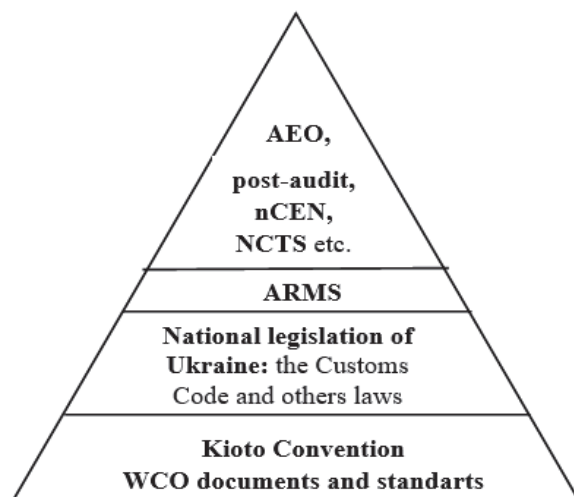 AEO,
post-audit,
nCEN,
NCTS etc.
ARMS
National legislation of
Ukraine: the Customs
Code and others laws
Kioto Convention
WCO documents and standarts